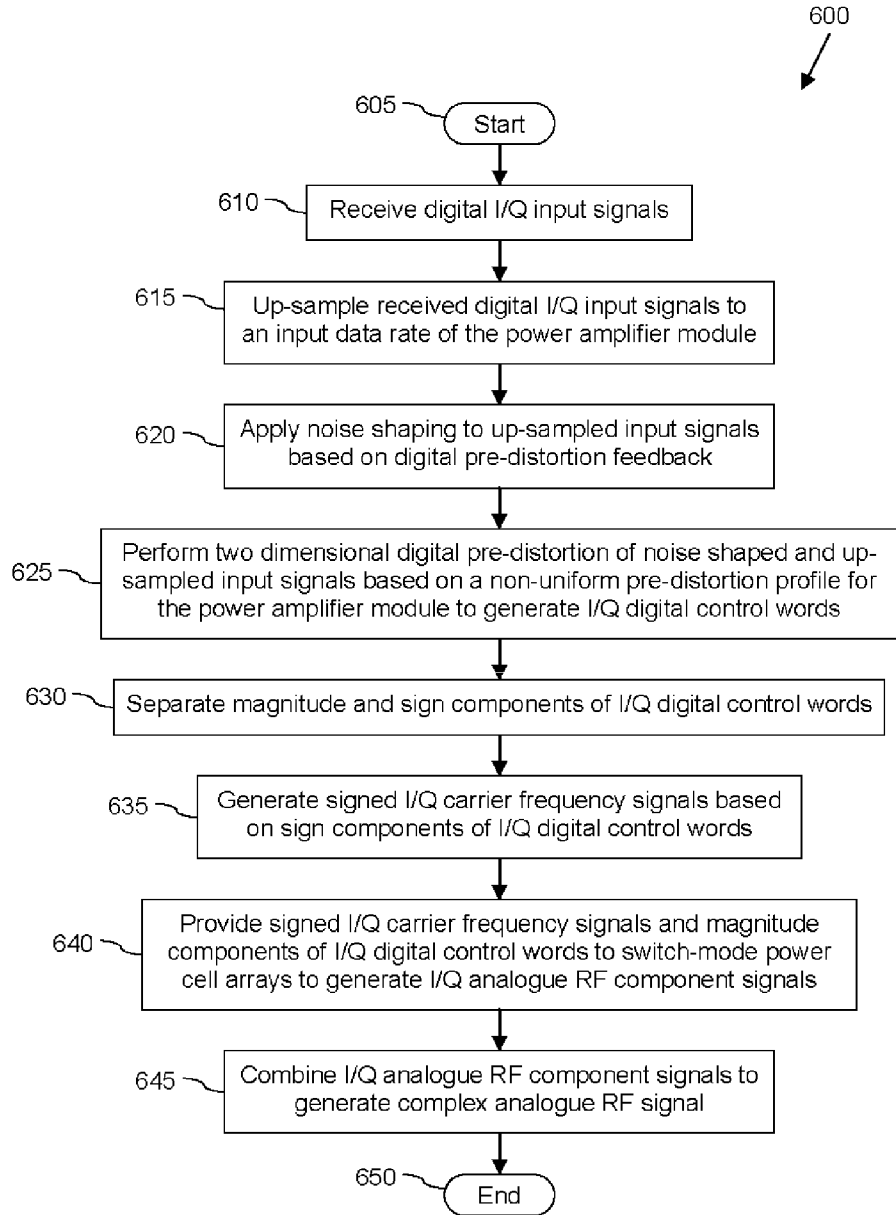 600
605
Start
610
Receive digital I/Q input signals
615
Up-sample received digital I/Q input signals to
an input data rate of the power amplifier module
620
Apply noise shaping to up-sampled input signals
based on digital pre-distortion feedback
625
Perform two dimensional digital pre-distortion of noise shaped and up-
sampled input signals based on a non-uniform pre-distortion profile for
the power amplifier module to generate I/Q digital control words
630
Separate magnitude and sign components of I/Q digital control words
635
Generate signed I/Q carrier frequency signals based
on sign components of I/Q digital control words
640
Provide signed I/Q carrier frequency signals and magnitude
components of I/Q digital control words to switch-mode power
cell arrays to generate I/Q analogue RF component signals
645
Combine I/Q analogue RF component signals to
generate complex analogue RF signal
650
End